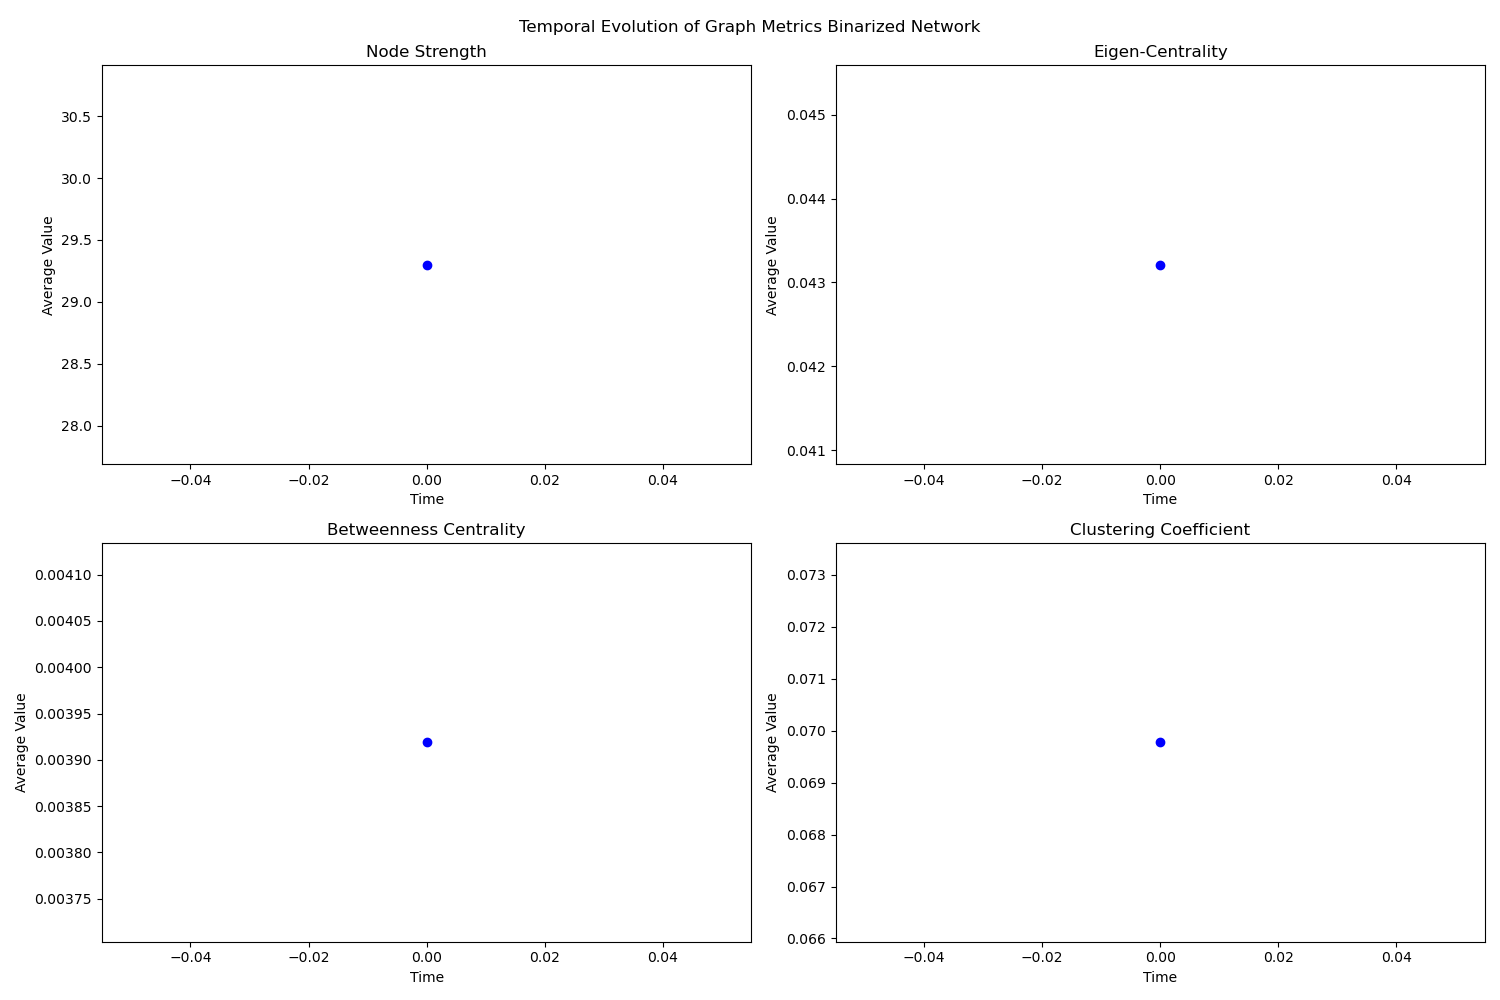 Temporal Evolution of Graph Metrics Binarized Network
Node Strength
30.5
30.0
29.5
29.0
28.5
28.0
Average Value
−0.04 −0.02 0.00 0.02 0.04
Time
Eigen-Centrality
0.045
0.044
0.043
0.042
0.041
Average Value
−0.04 −0.02 0.00 0.02 0.04
Time
Betweenness Centrality
0.00410
0.00405
0.00400
0.00395
0.00390
0.00385
0.00380
0.00375
Average Value
−0.04 −0.02 0.00 0.02 0.04
Time
Clustering Coefficient
0.073
0.072
0.071
0.070
0.069
0.068
0.067
0.066
Average Value
−0.04 −0.02 0.00 0.02 0.04
Time